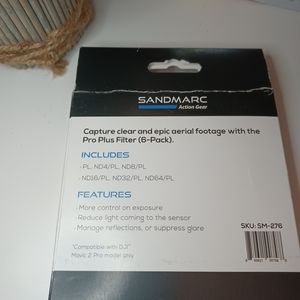 SANDMARC
Action Gear
Capture clear and epic aerial footage with the
Pro Plus Filter (6-Pack).
INCLUDES
- PL, ND4/PL, ND8/PL
- ND16/PL, ND32/PL, ND64/PL
FEATURES
- More control on exposure
- Reduce light coming to the sensor
- Manage reflections, or suppress glare
SKU: SM-276
*Compatible with DJI"
Mavic 2 Pro model only